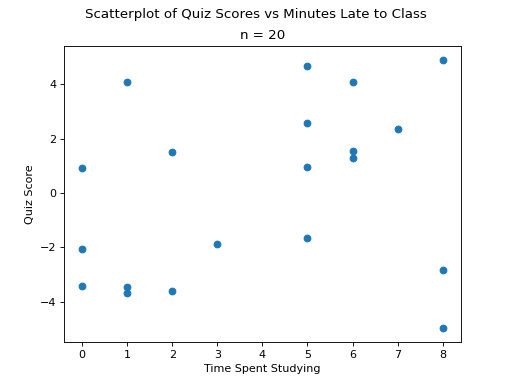 Scatterplot of Quiz Scores vs Minutes Late to Class
n = 20
Quiz Score
4
2
0
−2
−4
0 1 2 3 4 5 6 7 8
Time Spent Studying